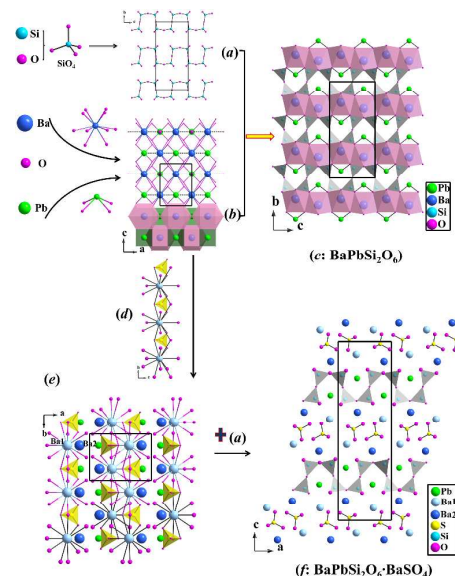 Si
O
SiO4
(a)
Ba
O
Pb
(b)
c
a
Pb
Ba
Si
O
b
c
(c: BaPbSi2O6)
(d)
(e)
a
b
Ba1
Ba2
+ (a)
Pb
Ba1
Ba2
S
Si
O
c
a
(f: BaPbSi2O6·BaSO4)